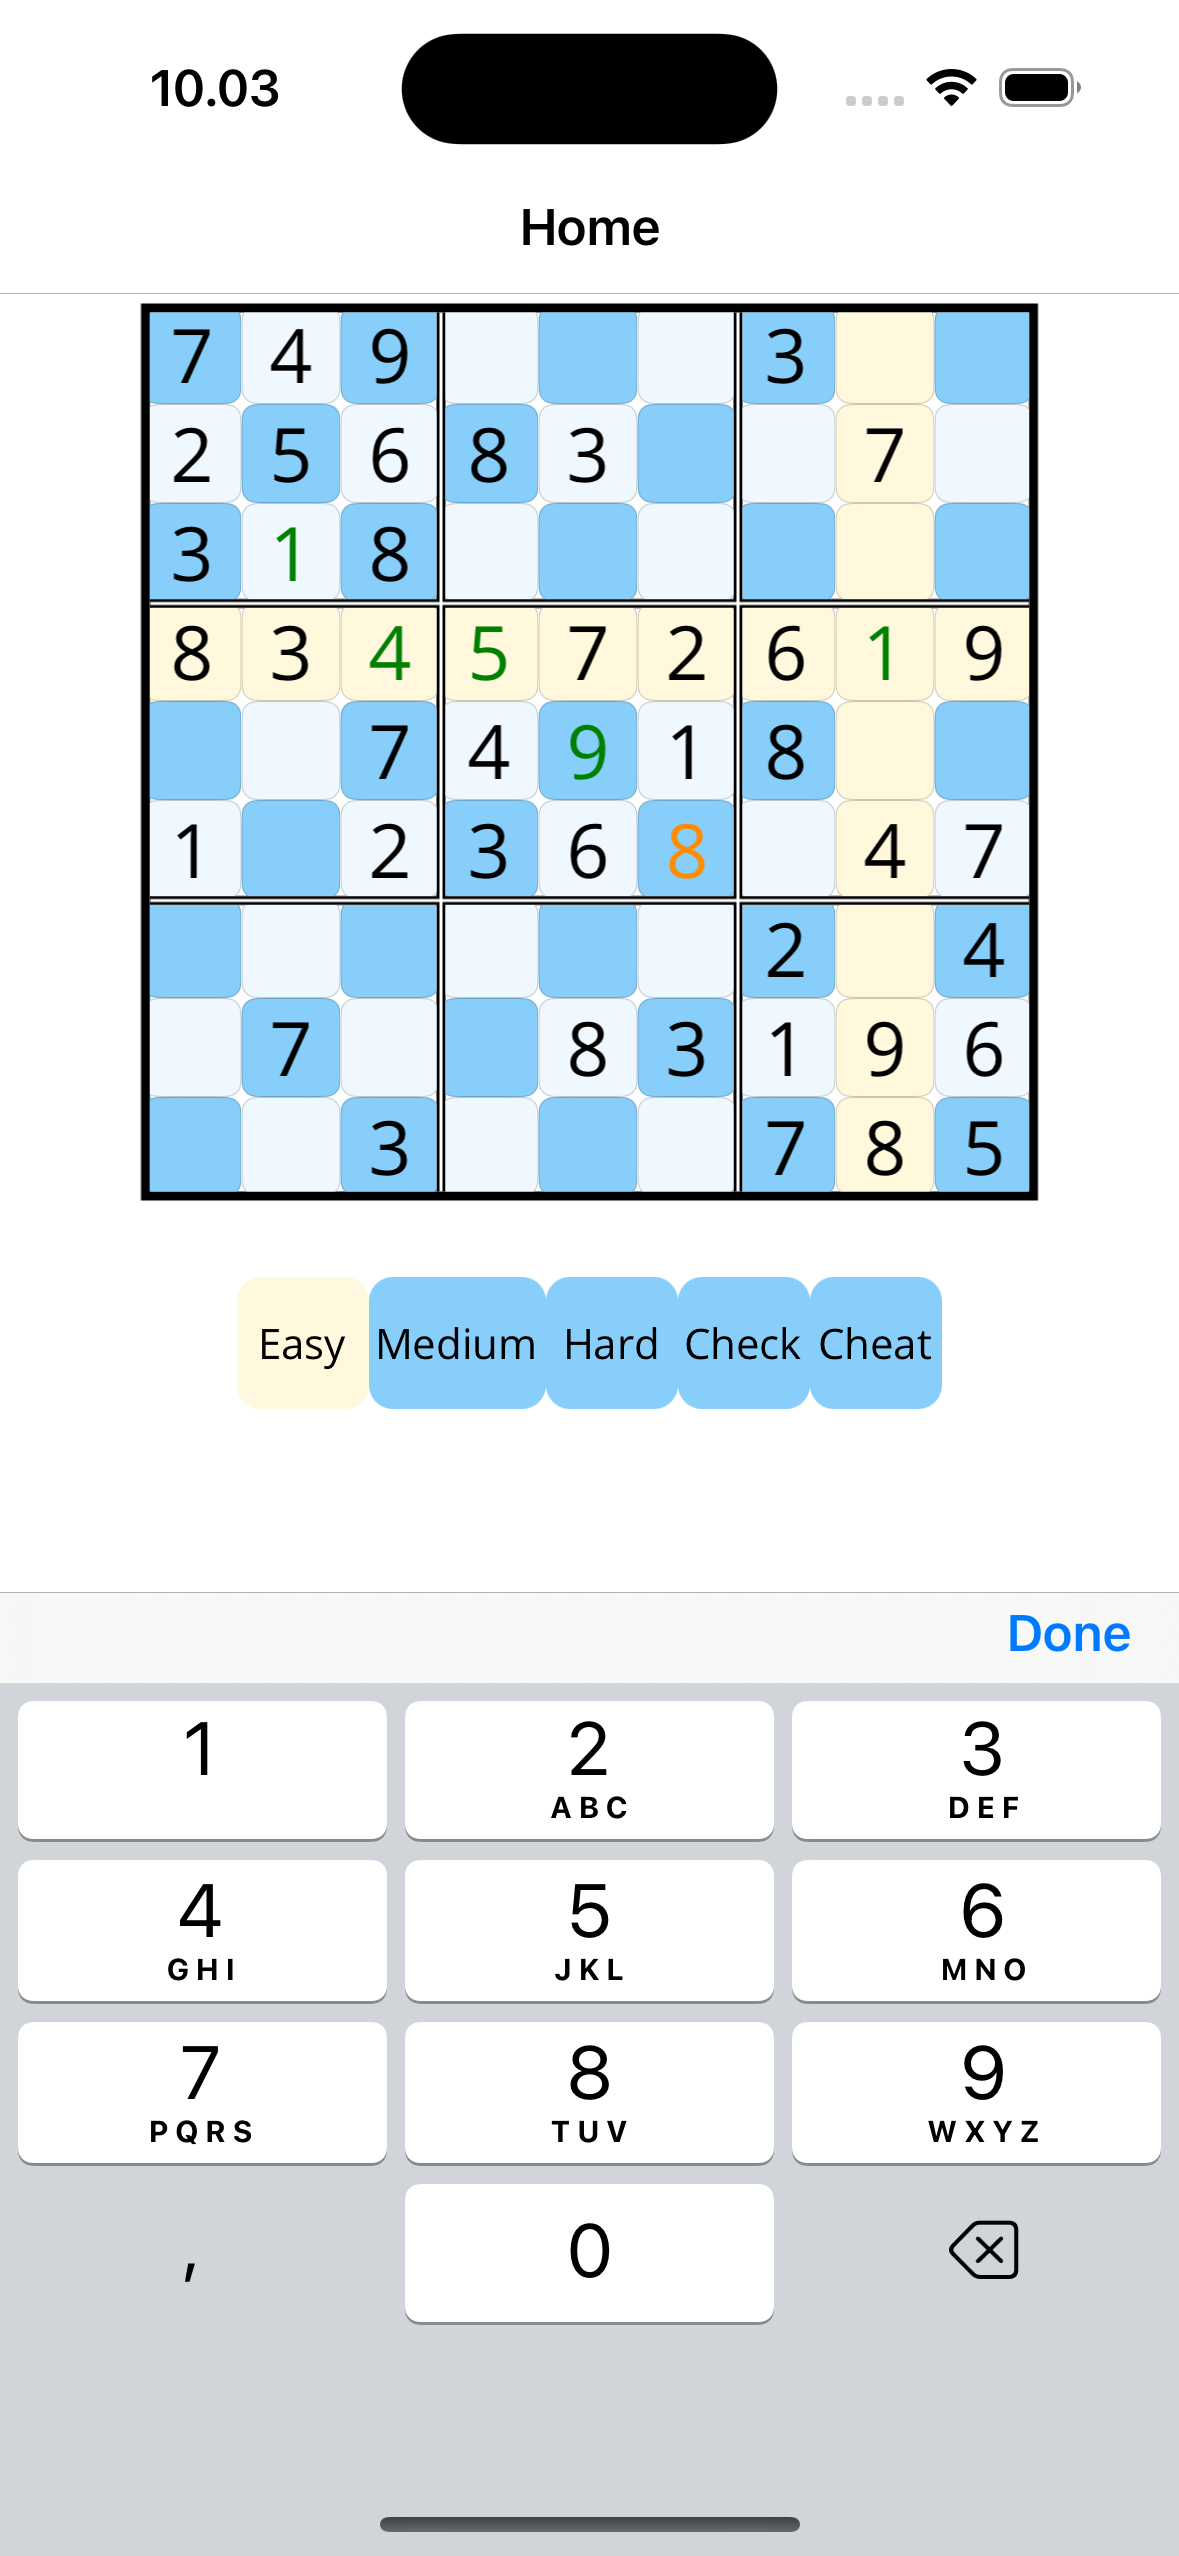 10.03
Home
7 4 9 3
2 5 6 8 3 7
3 1 8
8 3 4 5 7 2 6 1 9
7 4 9 1 8
1 2 3 6 8 4 7
2 4
7 8 3 1 9 6
3 7 8 5
Easy Medium Hard Check Cheat
Done
1 2 3
ABC DEF
4 5 6
GHI JKL MNO
7 8 9
PQRS TUV WXYZ
, 0